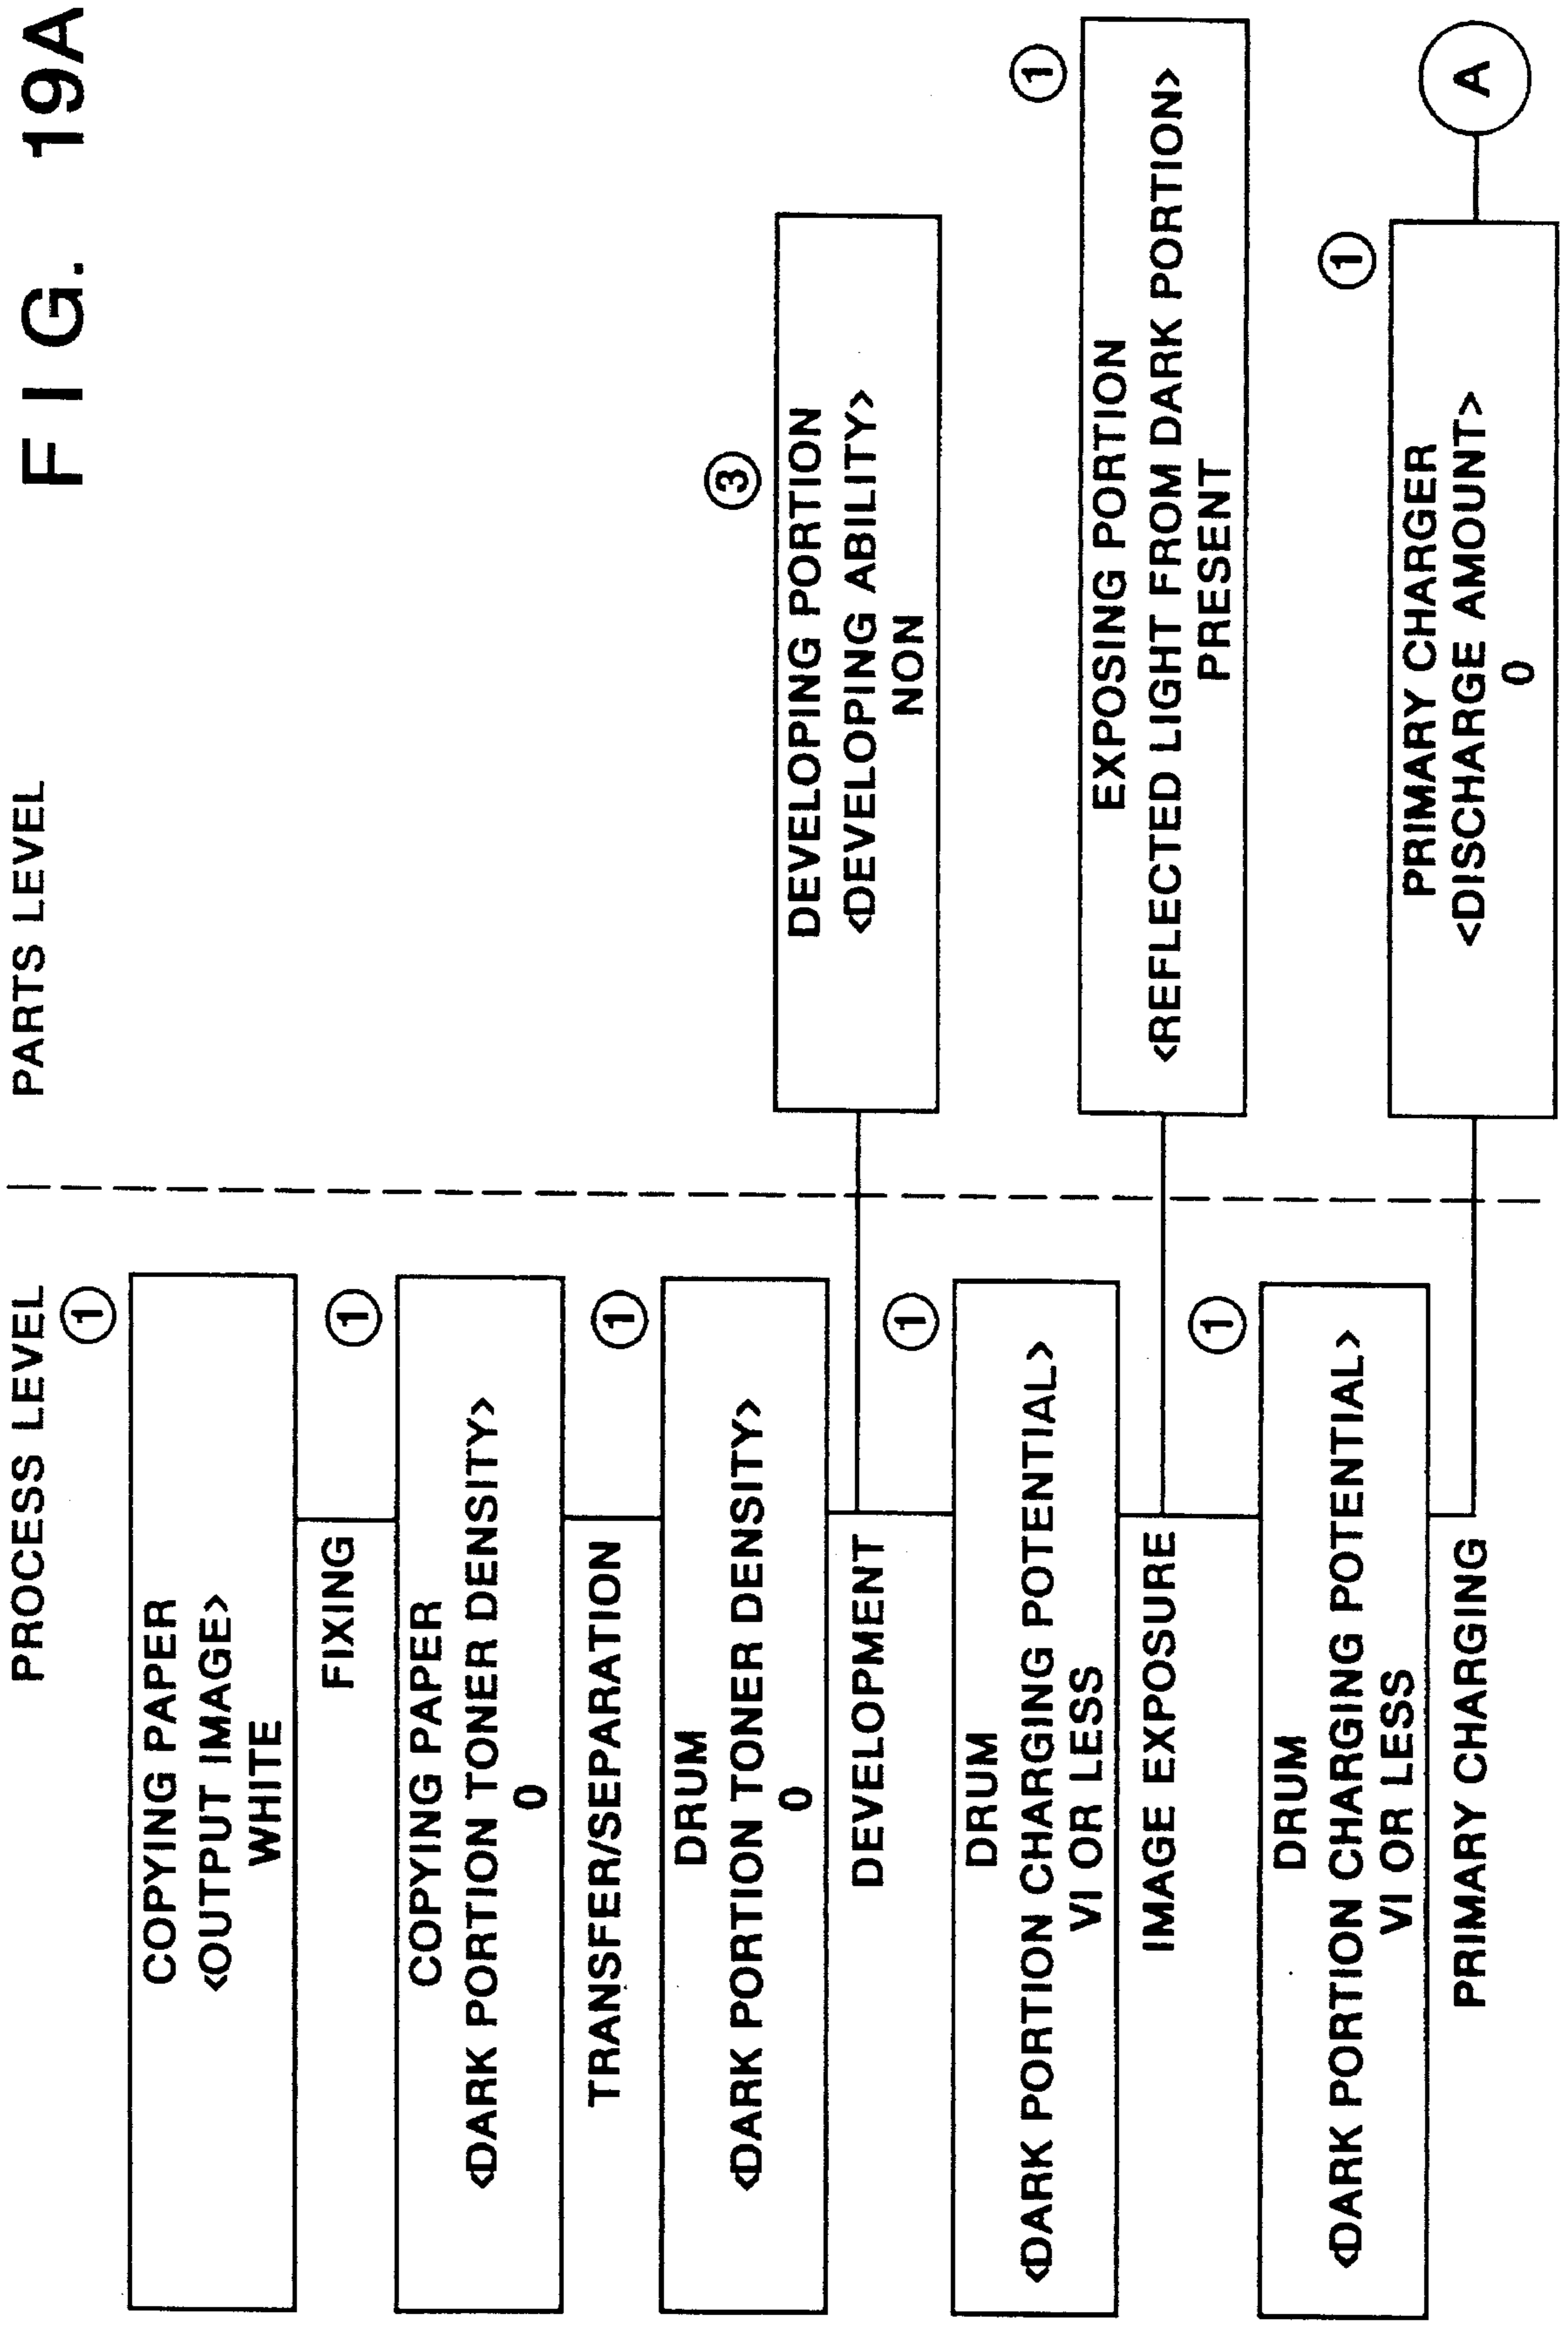 FIG. 19A
PROCESS LEVEL
PARTS LEVEL
1
COPYING PAPER
<OUTPUT IMAGE>
WHITE
FIXING
1
COPYING PAPER
<DARK PORTION TONER DENSITY>
0
TRANSFER/SEPARATION
1
DRUM
<DARK PORTION TONER DENSITY>
0
DEVELOPMENT
3
DEVELOPING PORTION
<DEVELOPING ABILITY>
NON
1
DRUM
<DARK PORTION CHARGING POTENTIAL>
VI OR LESS
IMAGE EXPOSURE
1
EXPOSING PORTION
<REFLECTED LIGHT FROM DARK PORTION>
PRESENT
1
DRUM
<DARK PORTION CHARGING POTENTIAL>
VI OR LESS
PRIMARY CHARGING
1
PRIMARY CHARGER
<DISCHARGE AMOUNT>
0
A